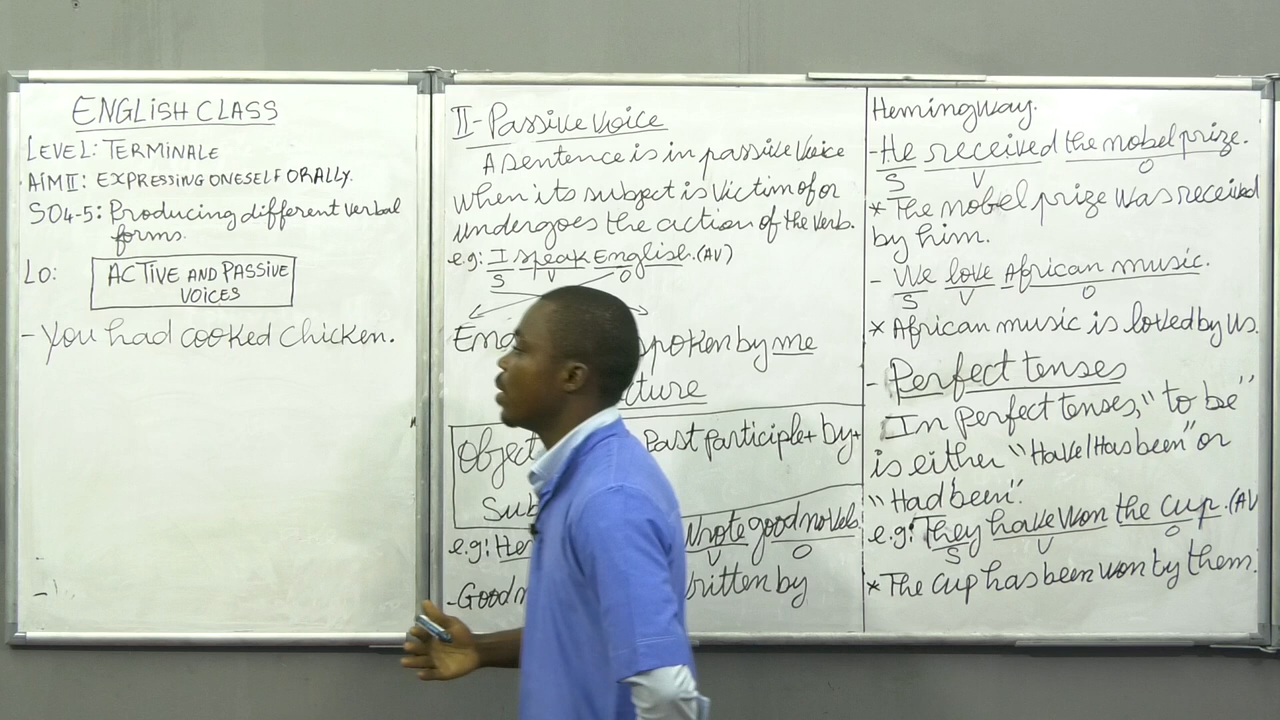 ENGLISH CLASS
LEVEL: TERMINALE
AIM II: EXPRESSING ONESELF ORALLY.
SO4-5: Producing different verbal
forms.
LO: ACTIVE AND PASSIVE
VOICES
- You had cooked chicken.
II- Passive Voice
A sentence is in passive Voice
when its subject is Victim of or
undergoes the action of the verb.
e.g: I speak English. (AV)
S V O
spoken by me
Object Past participle + by +
e.g: wrote good novels
V O
by
Hemingway.
- He received the nobel prize.
S V O
* The nobel prize was received
by him.
- We love African music.
S V O
* African music is loved by us.
- Perfect tenses
In Perfect tenses, "to be"
is either "Have/Has been" or
"Had been".
e.g: They have won the cup. (AV
S V O
* The cup has been won by them.